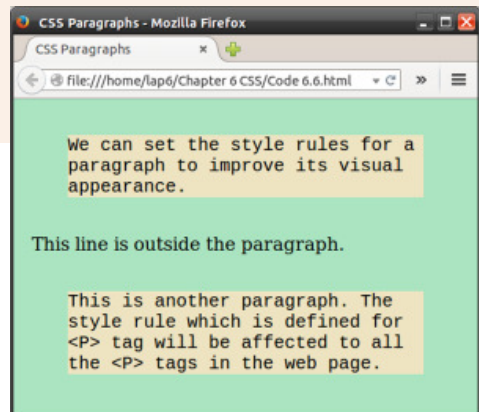 CSS Paragraphs - Mozilla Firefox
CSS Paragraphs
file:///home/lap6/Chapter 6 CSS/Code 6.6.html
We can set the style rules for a
paragraph to improve its visual
appearance.
This line is outside the paragraph.
This is another paragraph. The
style rule which is defined for
<P> tag will be affected to all
the <P> tags in the web page.